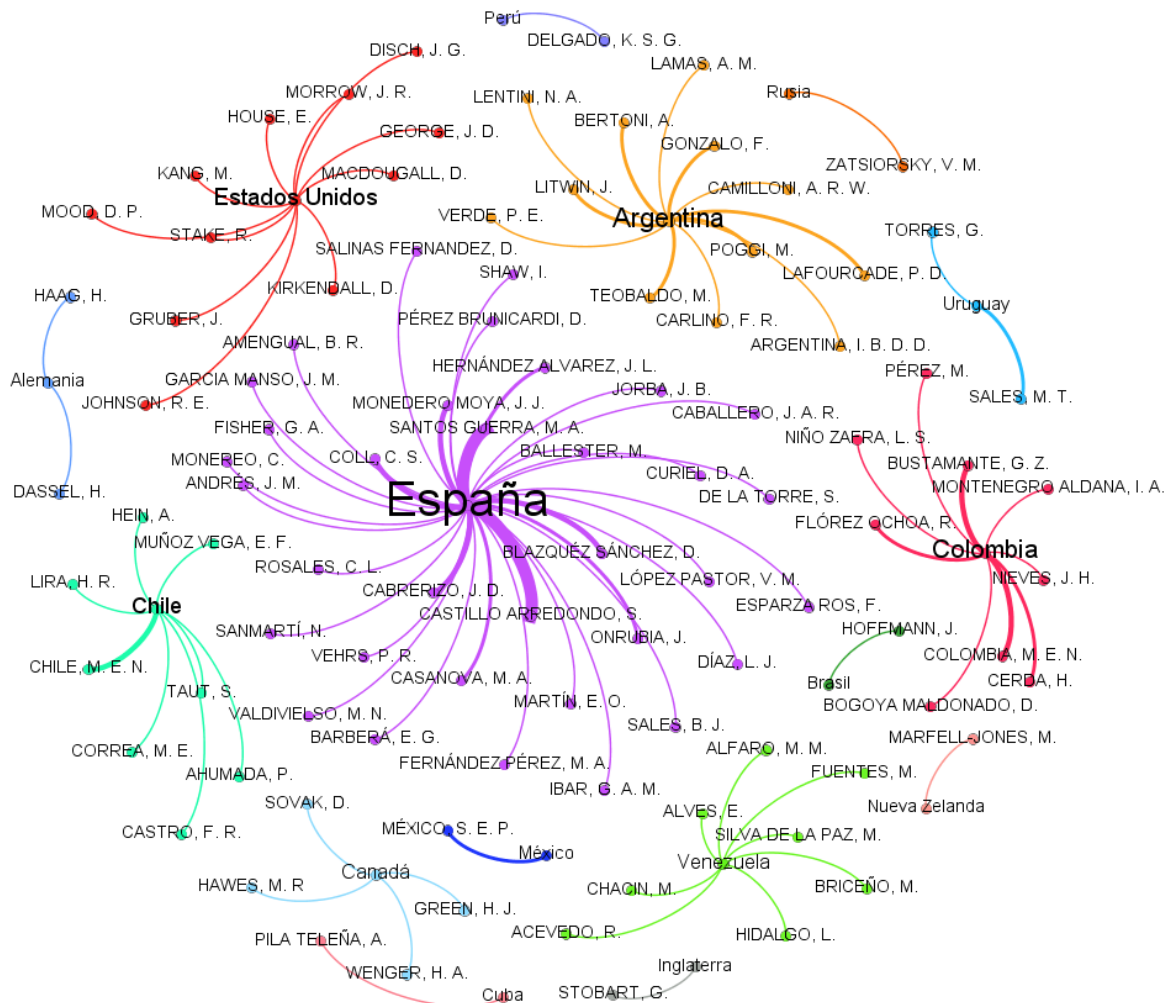 Perú
DELGADO, K. S. G.
DISCH, J. G.
LAMAS, A. M.
MORROW, J. R.
LENTINI, N. A.
Rusia
HOUSE, E.
BERTONI, A.
GEORGE, J. D.
GONZALO, F.
ZATSIORSKY, V. M.
KANG, M.
MACDOUGALL, D.
LITWIN, J.
CAMILLONI, A. R. W.
Estados Unidos
MOOD, D. P.
VERDE, P. E.
Argentina
TORRES, G.
STAKE, R.
SALINAS FERNANDEZ, D.
POGGI, M.
SHAW, I.
LAFOURCADE, P. D.
KIRKENDALL, D.
HAAG, H.
TEOBALDO, M.
Uruguay
GRUBER, J.
PÉREZ BRUNICARDI, D.
CARLINO, F. R.
AMENGUAL, B. R.
ARGENTINA, I. B. D. D.
HERNÁNDEZ ALVAREZ, J. L.
PÉREZ, M.
Alemania
GARCIA MANSO, J. M.
JORBA, J. B.
SALES, M. T.
JOHNSON, R. E.
MONEDERO MOYA, J. J.
CABALLERO, J. A. R.
FISHER, G. A.
SANTOS GUERRA, M. A.
NIÑO ZAFRA, L. S.
MONEREO, C.
COLL, C. S.
BALLESTER, M.
BUSTAMANTE, G. Z.
CURIEL, D. A.
ANDRÉS, J. M.
MONTENEGRO ALDANA, I. A.
DASSEL, H.
España
DE LA TORRE, S.
HEIN, A.
FLÓREZ OCHOA, R.
MUÑOZ VEGA, E. F.
BLAZQUÉZ SÁNCHEZ, D.
Colombia
ROSALES, C. L.
LIRA, H. R.
CABRERIZO, J. D.
LÓPEZ PASTOR, V. M.
NIEVES, J. H.
Chile
CASTILLO ARREDONDO, S.
ESPARZA ROS, F.
SANMARTÍ, N.
ONRUBIA, J.
HOFFMANN, J.
VEHRS, P. R.
CHILE, M. E. N.
DÍAZ, L. J.
COLOMBIA, M. E. N.
CASANOVA, M. A.
Brasil
CERDA, H.
TAUT, S.
MARTÍN, E. O.
BOGOYA MALDONADO, D.
VALDIVIELSO, M. N.
SALES, B. J.
BARBERÁ, E. G.
MARFELL-JONES, M.
CORREA, M. E.
ALFARO, M. M.
FERNÁNDEZ PÉREZ, M. A.
FUENTES, M.
AHUMADA, P.
IBAR, G. A. M.
SOVAK, D.
Nueva Zelanda
ALVES, E.
CASTRO, F. R.
MÉXICO, S. E. P.
SILVA DE LA PAZ, M.
México
Venezuela
Canadá
HAWES, M. R
CHACIN, M.
BRICEÑO, M.
GREEN, H. J.
ACEVEDO, R.
HIDALGO, L.
PILA TELEÑA, A.
Inglaterra
WENGER, H. A.
Cuba
STOBART, G.